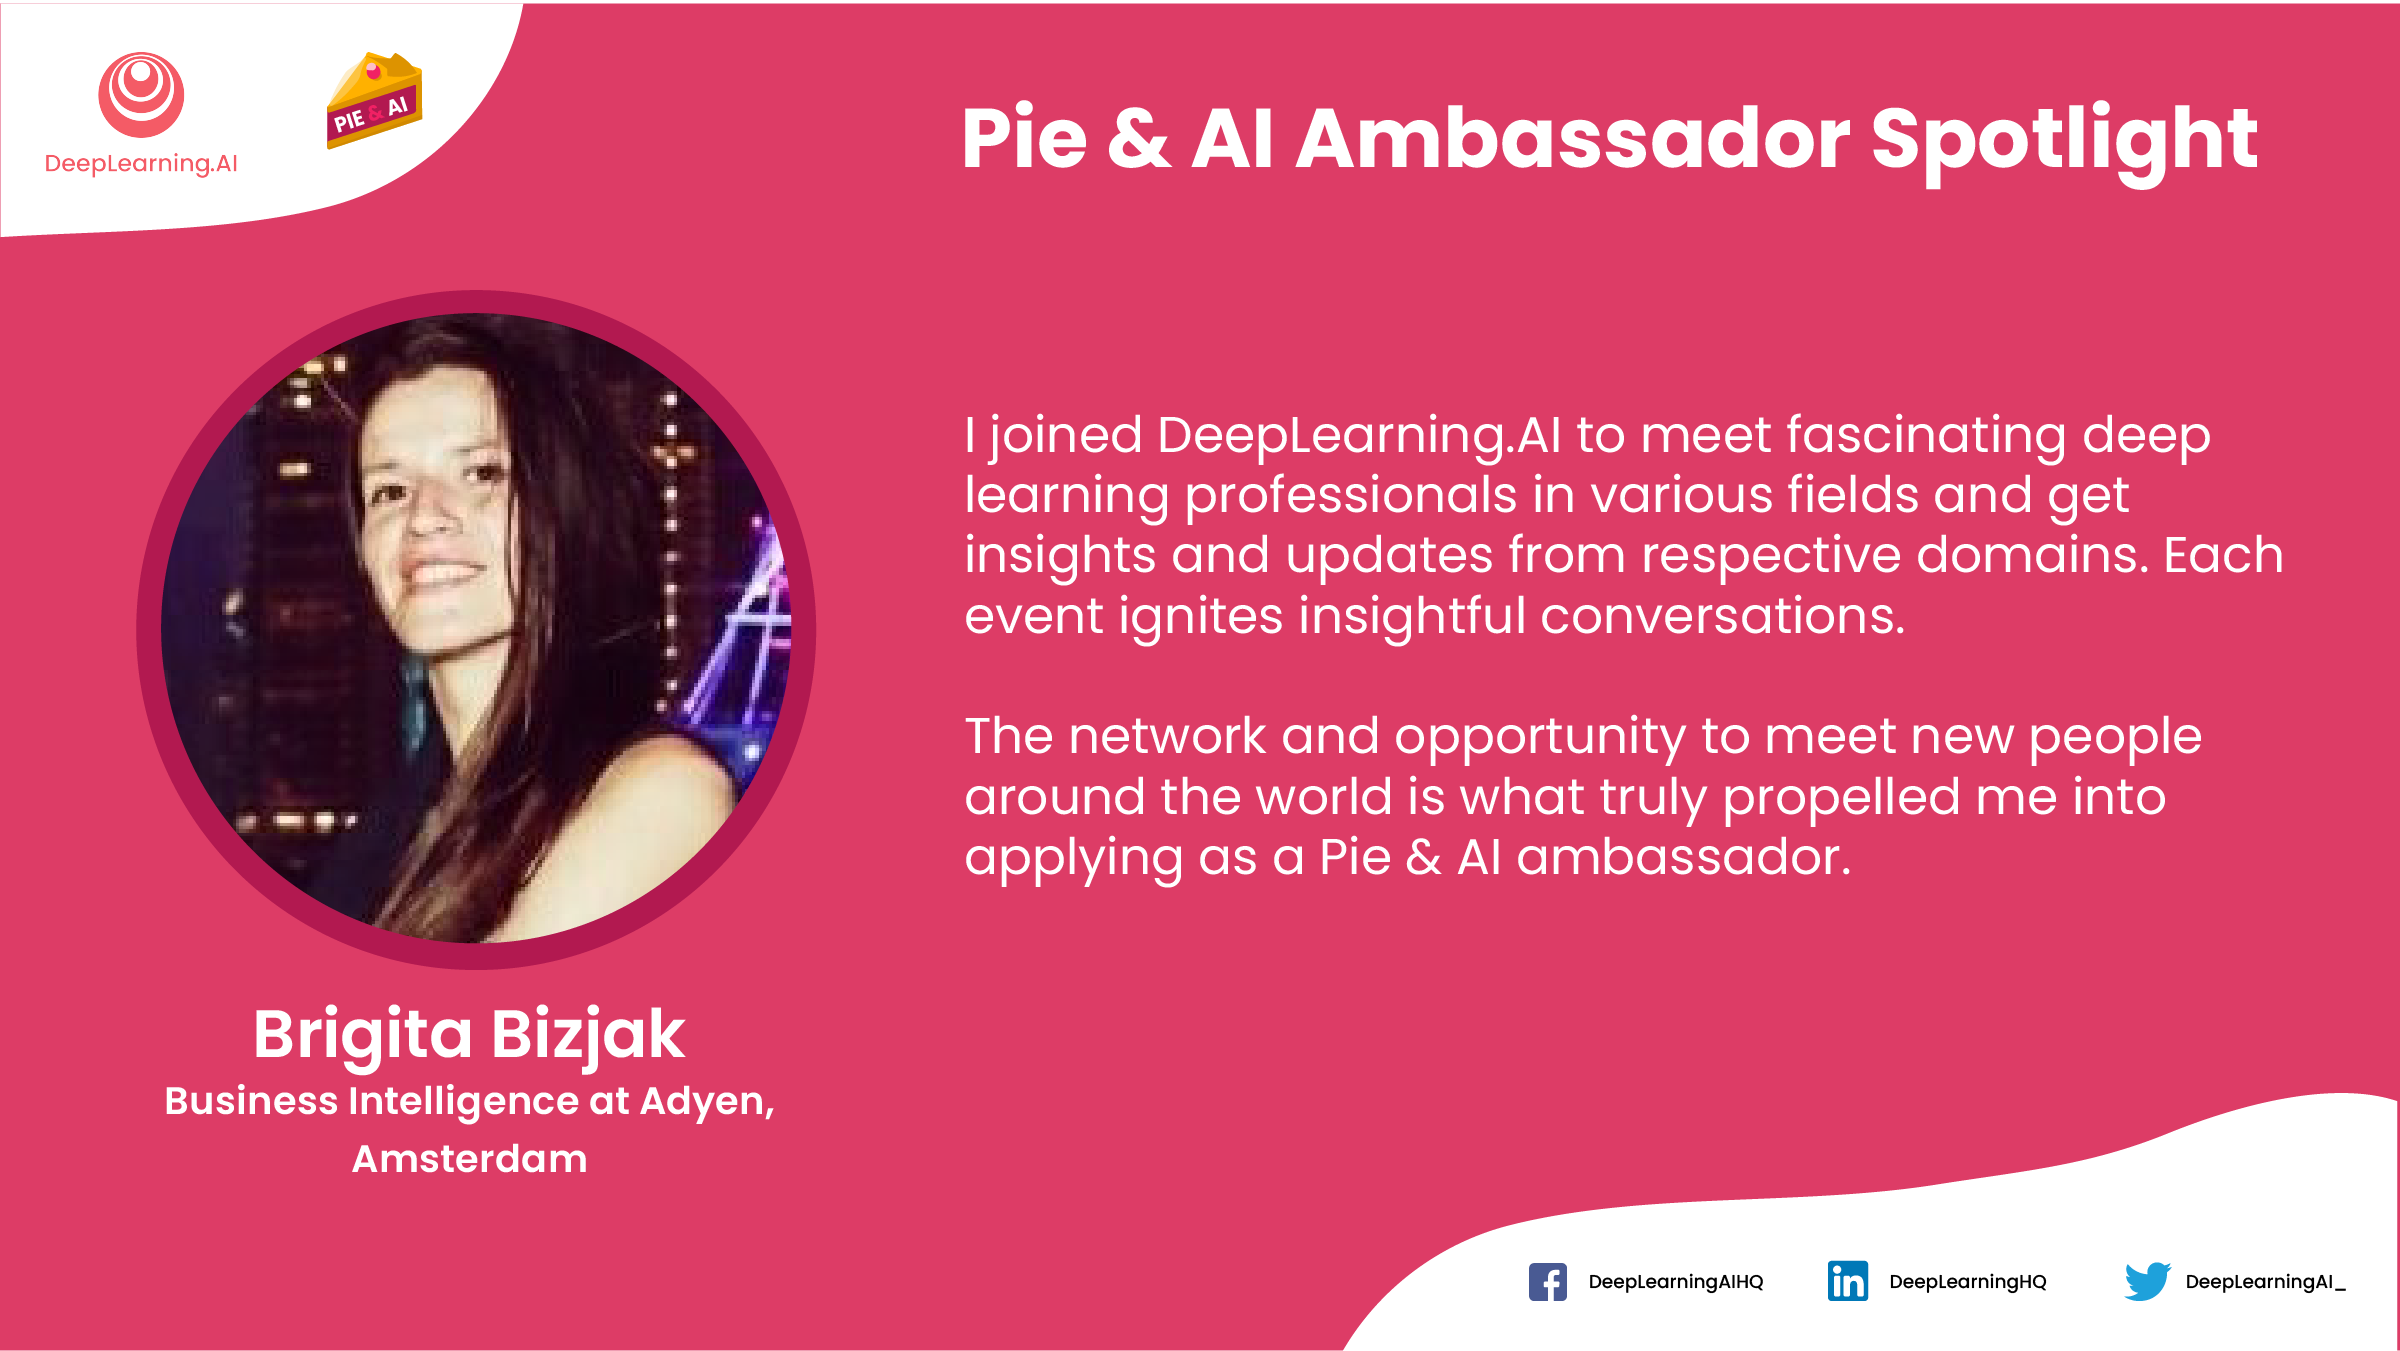 DeepLearning.AI
PIE & AI
Pie & AI Ambassador Spotlight
I joined DeepLearning.AI to meet fascinating deep
learning professionals in various fields and get
insights and updates from respective domains. Each
event ignites insightful conversations.
The network and opportunity to meet new people
around the world is what truly propelled me into
applying as a Pie & AI ambassador.
Brigita Bizjak
Business Intelligence at Adyen,
Amsterdam
DeepLearningAIHQ
DeepLearningHQ
DeepLearningAI_